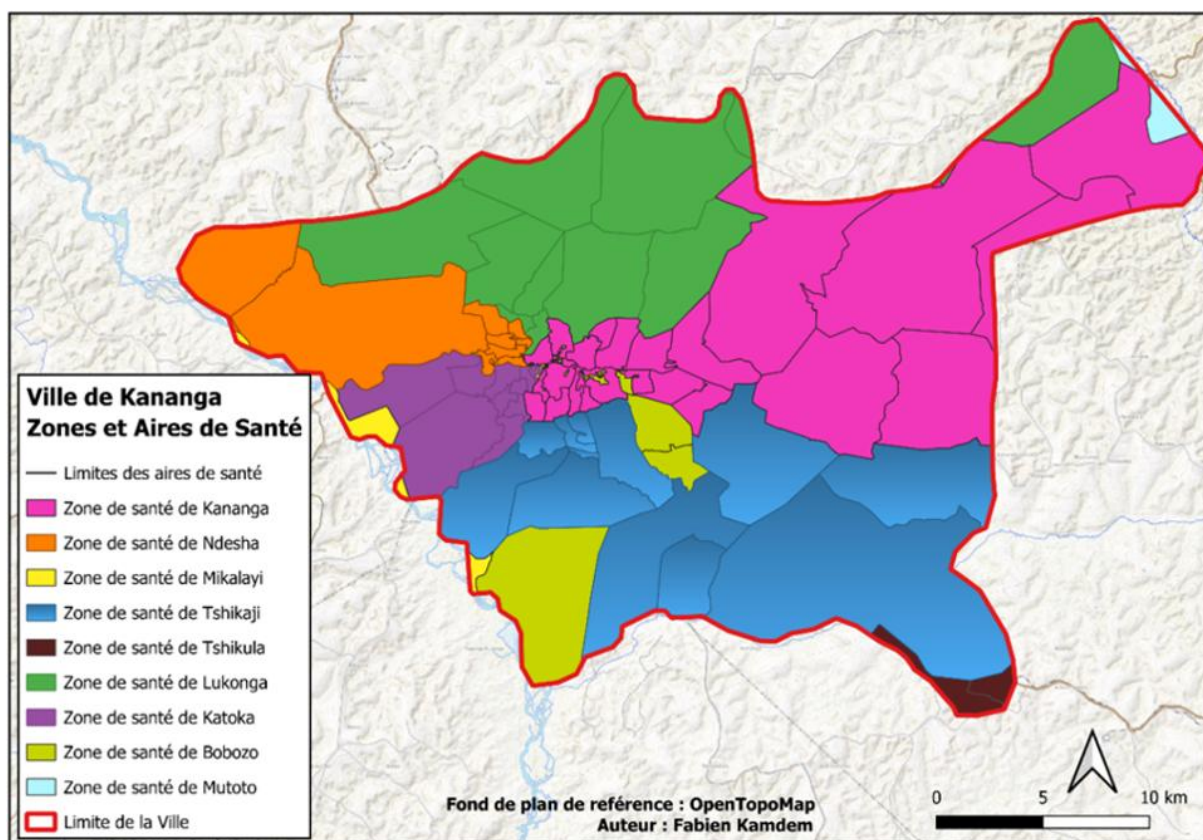 Ville de Kananga
Zones et Aires de Santé
Limites des aires de santé
Zone de santé de Kananga
Zone de santé de Ndesha
Zone de santé de Mikalayi
Zone de santé de Tshikaji
Zone de santé de Tshikula
Zone de santé de Lukonga
Zone de santé de Katoka
Zone de santé de Bobozo
Zone de santé de Mutoto
Limite de la Ville
Fond de plan de reférence : OpenTopoMap
Auteur : Fabien Kamdem
0 5 10 km